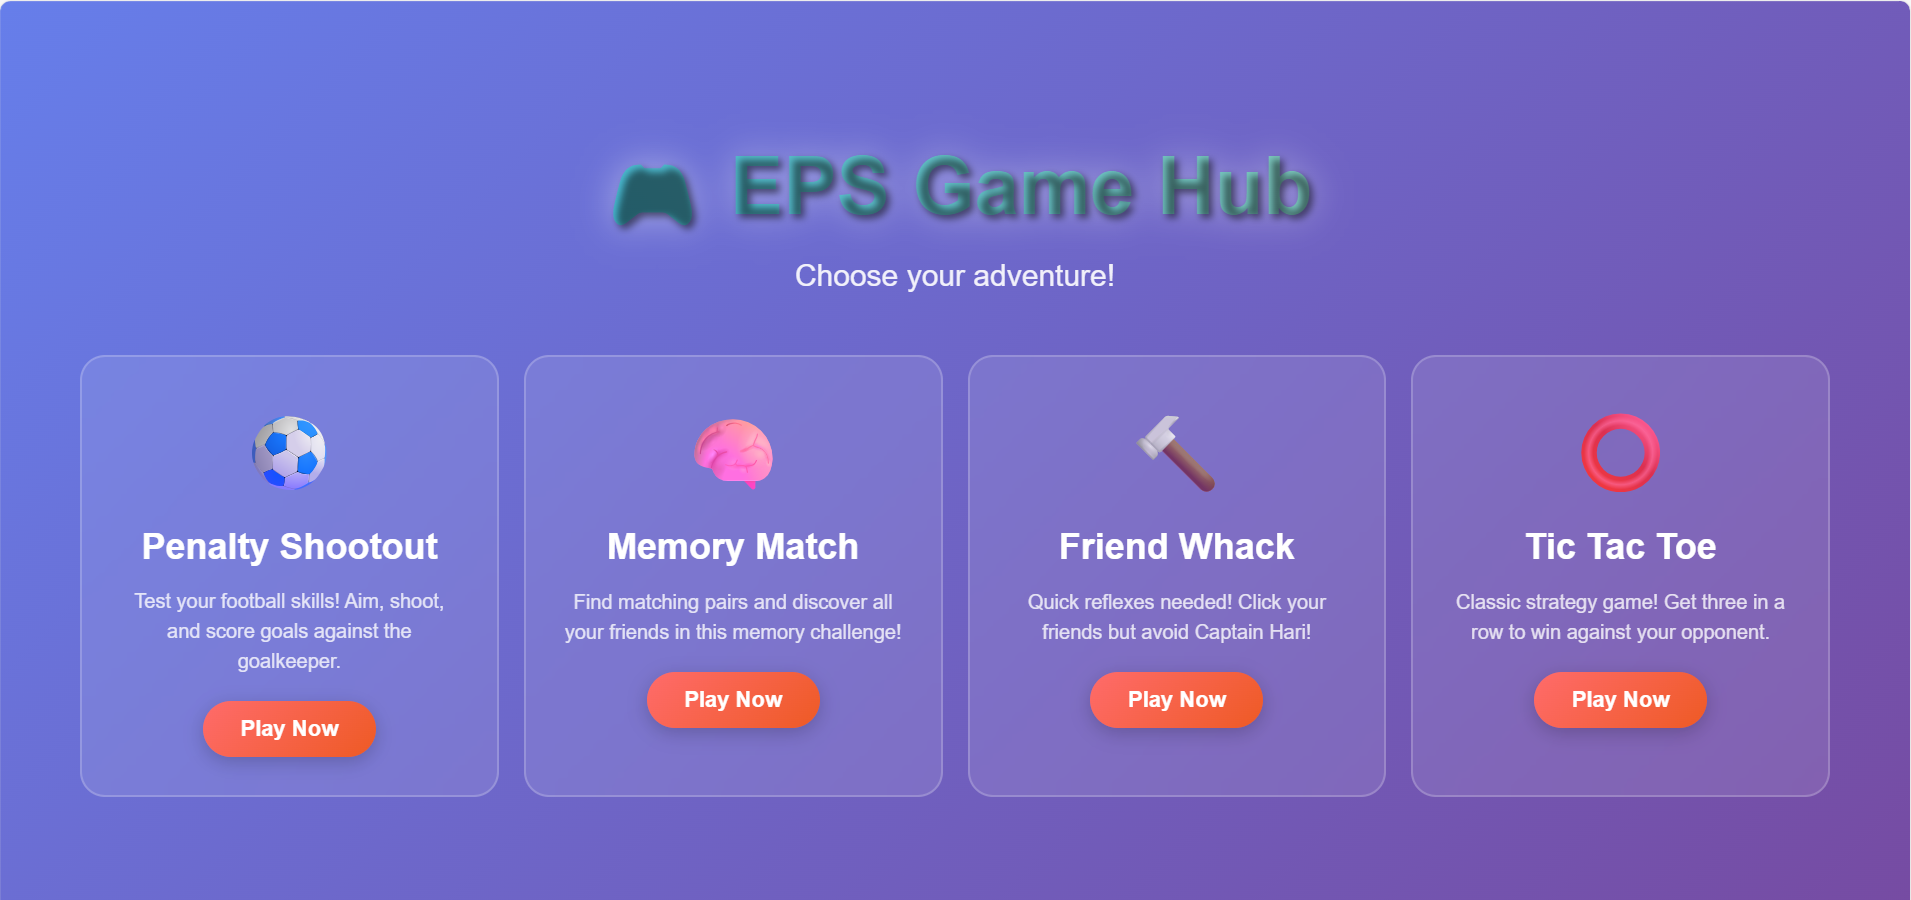 EPS Game Hub
Choose your adventure!
Penalty Shootout
Test your football skills! Aim, shoot,
and score goals against the
goalkeeper.
Play Now
Memory Match
Find matching pairs and discover all
your friends in this memory challenge!
Play Now
Friend Whack
Quick reflexes needed! Click your
friends but avoid Captain Hari!
Play Now
Tic Tac Toe
Classic strategy game! Get three in a
row to win against your opponent.
Play Now